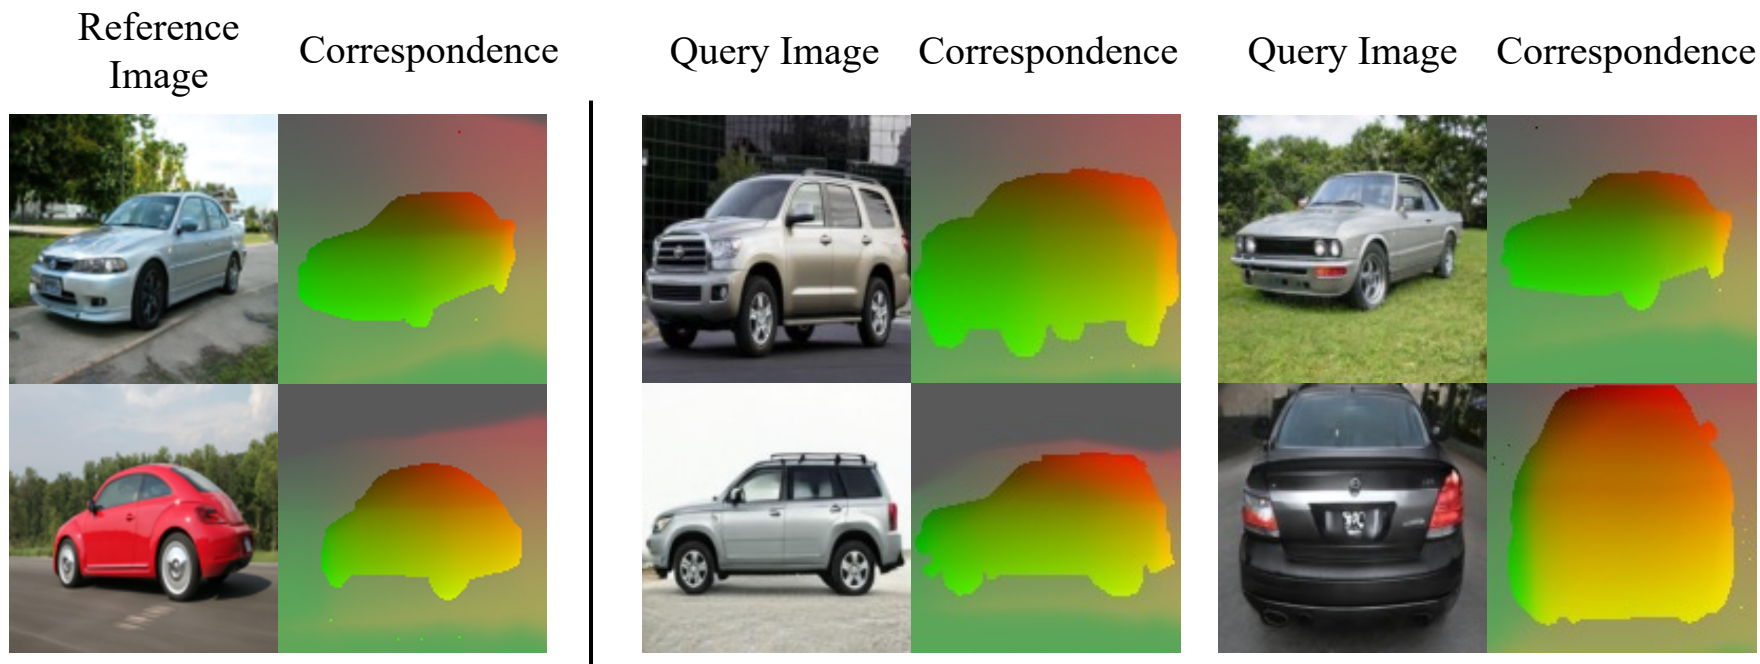 Reference
Image
Correspondence
Query Image
Correspondence
Query Image
Correspondence